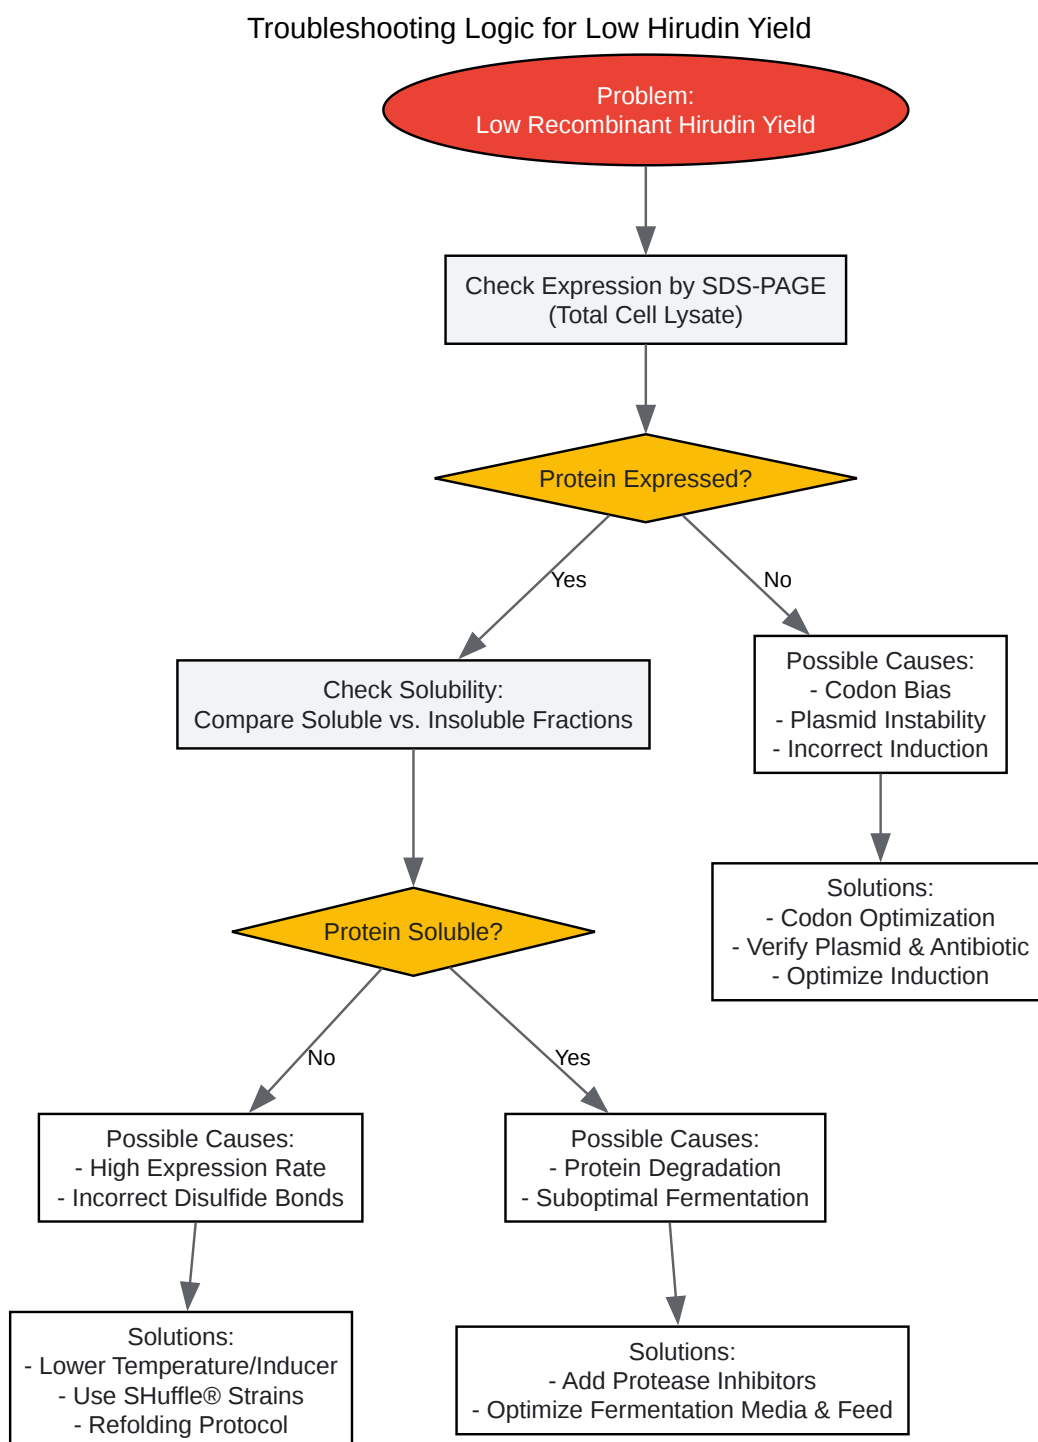 Troubleshooting Logic for Low Hirudin Yield
Problem:
Low Recombinant Hirudin Yield
Check Expression by SDS-PAGE
(Total Cell Lysate)
Protein Expressed?
Yes
No
Check Solubility:
Compare Soluble vs. Insoluble Fractions
Possible Causes:
- Codon Bias
- Plasmid Instability
- Incorrect Induction
Solutions:
- Codon Optimization
- Verify Plasmid & Antibiotic
- Optimize Induction
Protein Soluble?
No
Yes
Possible Causes:
- High Expression Rate
- Incorrect Disulfide Bonds
Possible Causes:
- Protein Degradation
- Suboptimal Fermentation
Solutions:
- Lower Temperature/Inducer
- Use SHuffle® Strains
- Refolding Protocol
Solutions:
- Add Protease Inhibitors
- Optimize Fermentation Media & Feed